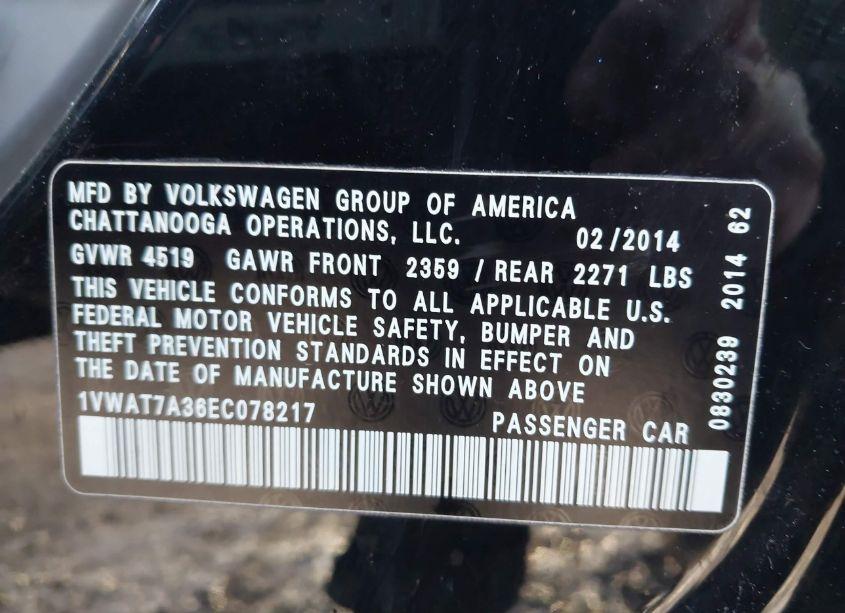 MFD BY VOLKSWAGEN GROUP OF AMERICA
CHATTANOOGA OPERATIONS, LLC. 02/2014
GVWR 4519 GAWR FRONT 2359 / REAR 2271 LBS
THIS VEHICLE CONFORMS TO ALL APPLICABLE U.S.
FEDERAL MOTOR VEHICLE SAFETY, BUMPER AND
THEFT PREVENTION STANDARDS IN EFFECT ON
THE DATE OF MANUFACTURE SHOWN ABOVE
1VWAT7A36EC078217 PASSENGER CAR
0830239 2014 62